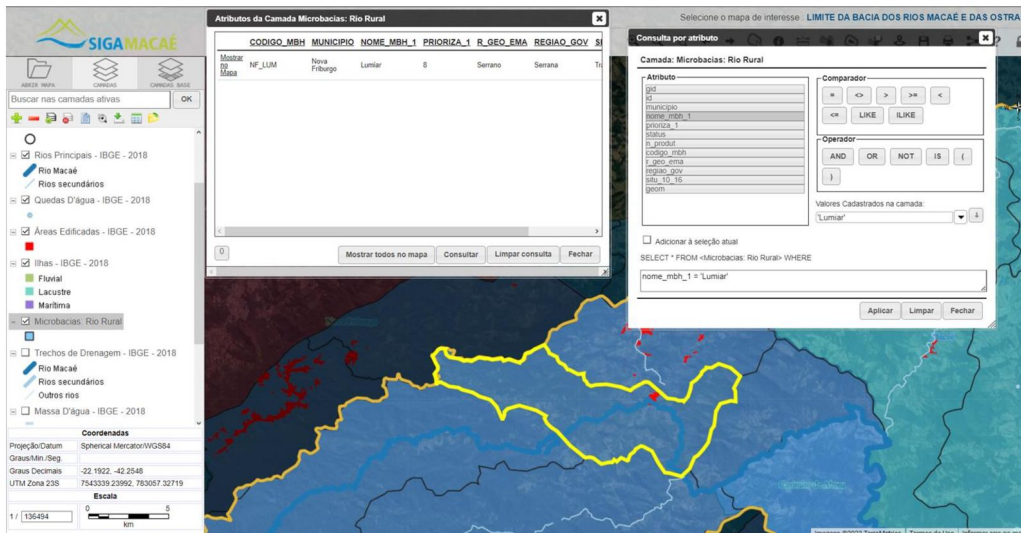 SIGAMACAÉ
ABRIR MAPA
CAMADAS
CAMADAS BASE
Buscar nas camadas ativas
OK
Rios Principais - IBGE - 2018
Rio Macaé
Rios secundários
Quedas D'água - IBGE - 2018
Áreas Edificadas - IBGE - 2018
Ilhas - IBGE - 2018
Fluvial
Lacustre
Marítima
Microbacias: Rio Rural
Trechos de Drenagem - IBGE - 2018
Rio Macaé
Rios secundários
Outros rios
Massa D'água - IBGE - 2018
Coordenadas
Projeção/Datum Spherical Mercator/WGS84
Graus/Min./Seg.
Graus Decimais -22.1922, -42.2548
UTM Zona 23S 7543339.23992, 783057.32719
Escala
1 / 136494
0 5
km
Atributos da Camada Microbacias: Rio Rural
CODIGO_MBH MUNICIPIO NOME_MBH_1 PRIORIZA_1 R_GEO_EMA REGIAO_GOV
Mostrar no Mapa NF_LUM Nova Friburgo Lumiar 8 Serrano Serrana
0
Mostrar todos no mapa Consultar Limpar consulta Fechar
Selecione o mapa de interesse : LIMITE DA BACIA DOS RIOS MACAÉ E DAS OSTRA
Consulta por atributo
Camada: Microbacias: Rio Rural
Atributo
gid
id
municipio
nome_mbh_1
prioriza_1
status
n_produt
codigo_mbh
r_geo_ema
regiao_gov
situ_10_16
geom
Comparador
= <> > >= <
<= LIKE ILIKE
Operador
AND OR NOT IS (
)
Valores Cadastrados na camada:
'Lumiar'
Adicionar à seleção atual
SELECT * FROM <Microbacias: Rio Rural> WHERE
nome_mbh_1 = 'Lumiar'
Aplicar Limpar Fechar